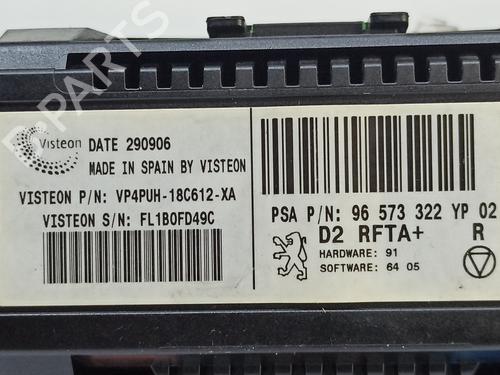 Visteon
DATE 290906
MADE IN SPAIN BY VISTEON
VISTEON P/N: VP4PUH-18C612-XA
VISTEON S/N: FL1B0FD49C
PSA P/N: 96 573 322 YP 02
D2 RFTA+ R
HARDWARE: 91
SOFTWARE: 64 05
B-PARTS